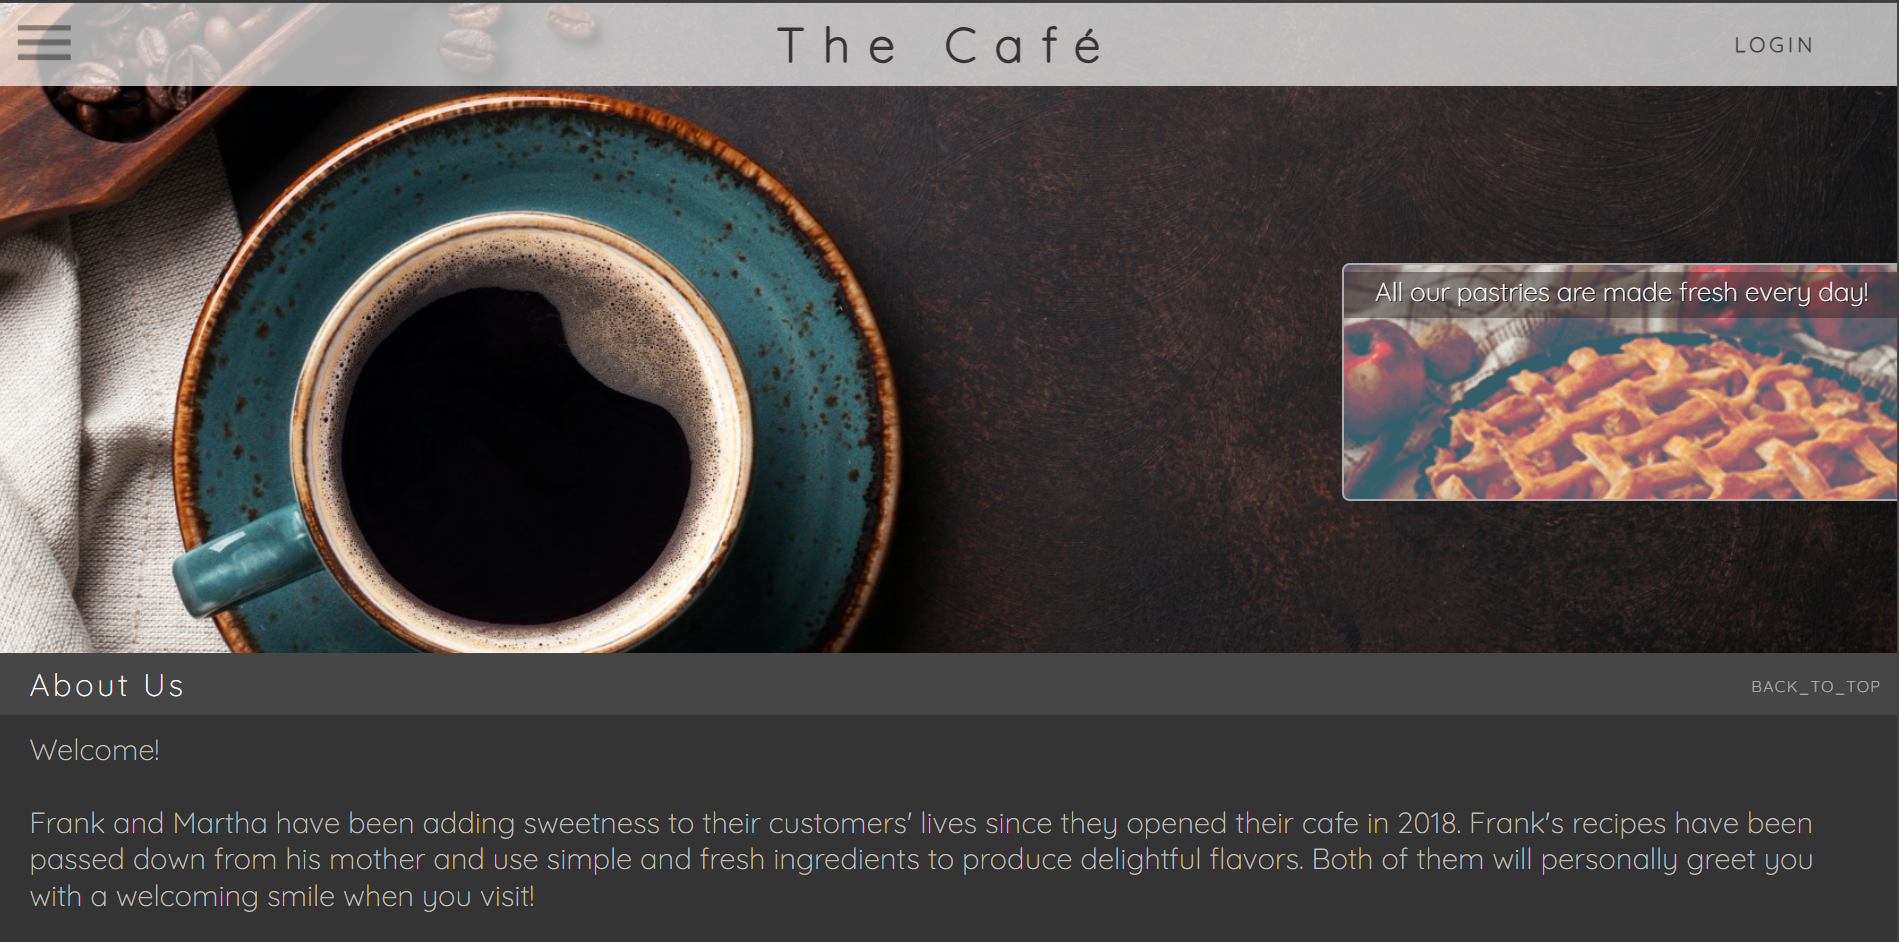 The Café
LOGIN
All our pastries are made fresh every day!
About Us
BACK_TO_TOP
Welcome!
Frank and Martha have been adding sweetness to their customers' lives since they opened their cafe in 2018. Frank's recipes have been
passed down from his mother and use simple and fresh ingredients to produce delightful flavors. Both of them will personally greet you
with a welcoming smile when you visit!